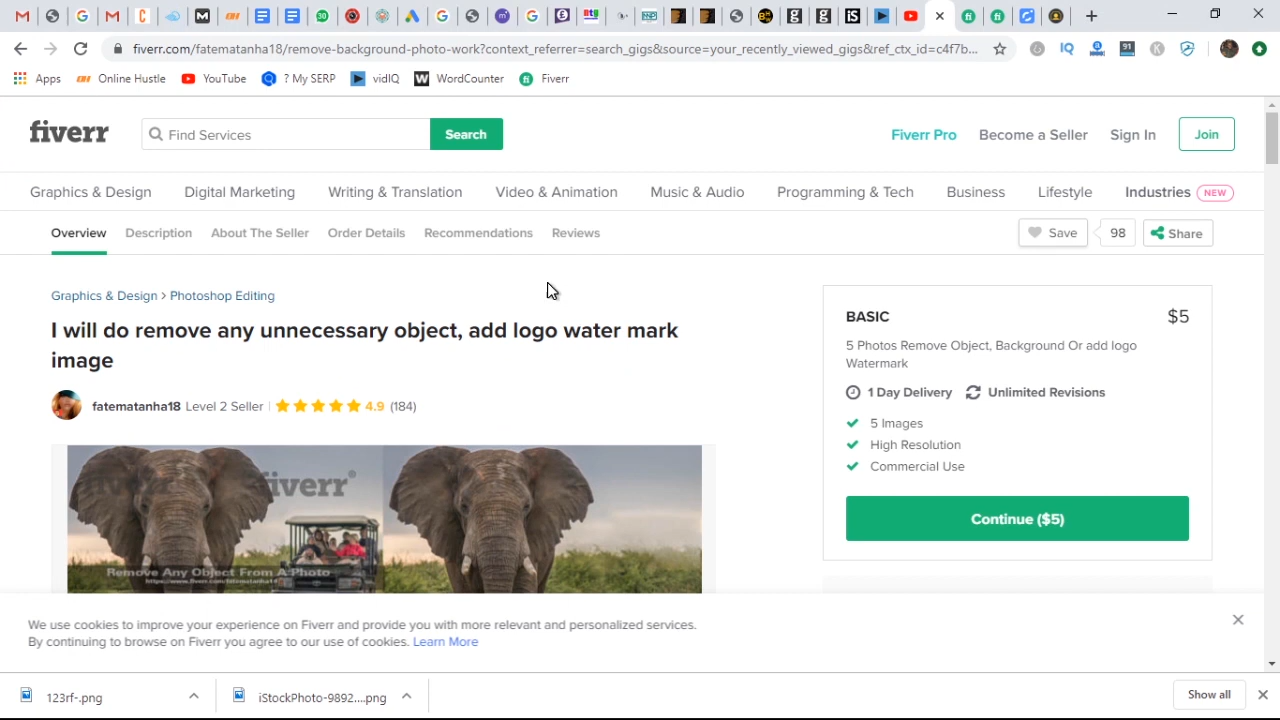 fiverr.com/fatematanha18/remove-background-photo-work?context_referrer=search_gigs&source=your_recently_viewed_gigs&ref_ctx_id=c4f7b...
Apps Online Hustle YouTube ? My SERP vidIQ WordCounter Fiverr
fiverr Find Services Search Fiverr Pro Become a Seller Sign In Join
Graphics & Design Digital Marketing Writing & Translation Video & Animation Music & Audio Programming & Tech Business Lifestyle Industries NEW
Overview Description About The Seller Order Details Recommendations Reviews Save 98 Share
Graphics & Design > Photoshop Editing
I will do remove any unnecessary object, add logo water mark
image
fatematanha18 Level 2 Seller 4.9 (184)
fiverr fiverr
Remove Any Object From A Photo
https://www.fiverr.com/fatematanha18
BASIC $5
5 Photos Remove Object, Background Or add logo
Watermark
1 Day Delivery Unlimited Revisions
5 Images
High Resolution
Commercial Use
Continue ($5)
We use cookies to improve your experience on Fiverr and provide you with more relevant and personalized services.
By continuing to browse on Fiverr you agree to our use of cookies. Learn More
123rf-.png iStockPhoto-9892....png Show all